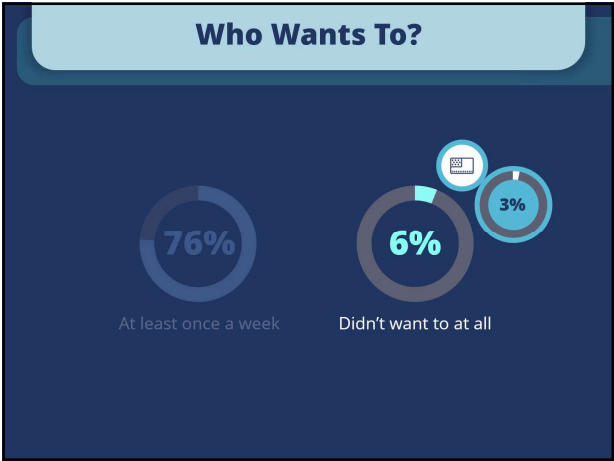 Who Wants To?
3%
76%
6%
At least once a week
Didn’t want to at all